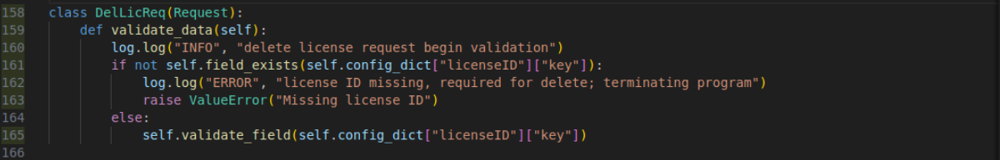 158 class DelLicReq(Request):
159     def validate_data(self):
160         log.log("INFO", "delete license request begin validation")
161         if not self.field_exists(self.config_dict["licenseID"]["key"]):
162             log.log("ERROR", "license ID missing, required for delete; terminating program")
163             raise ValueError("Missing license ID")
164         else:
165             self.validate_field(self.config_dict["licenseID"]["key"])
166